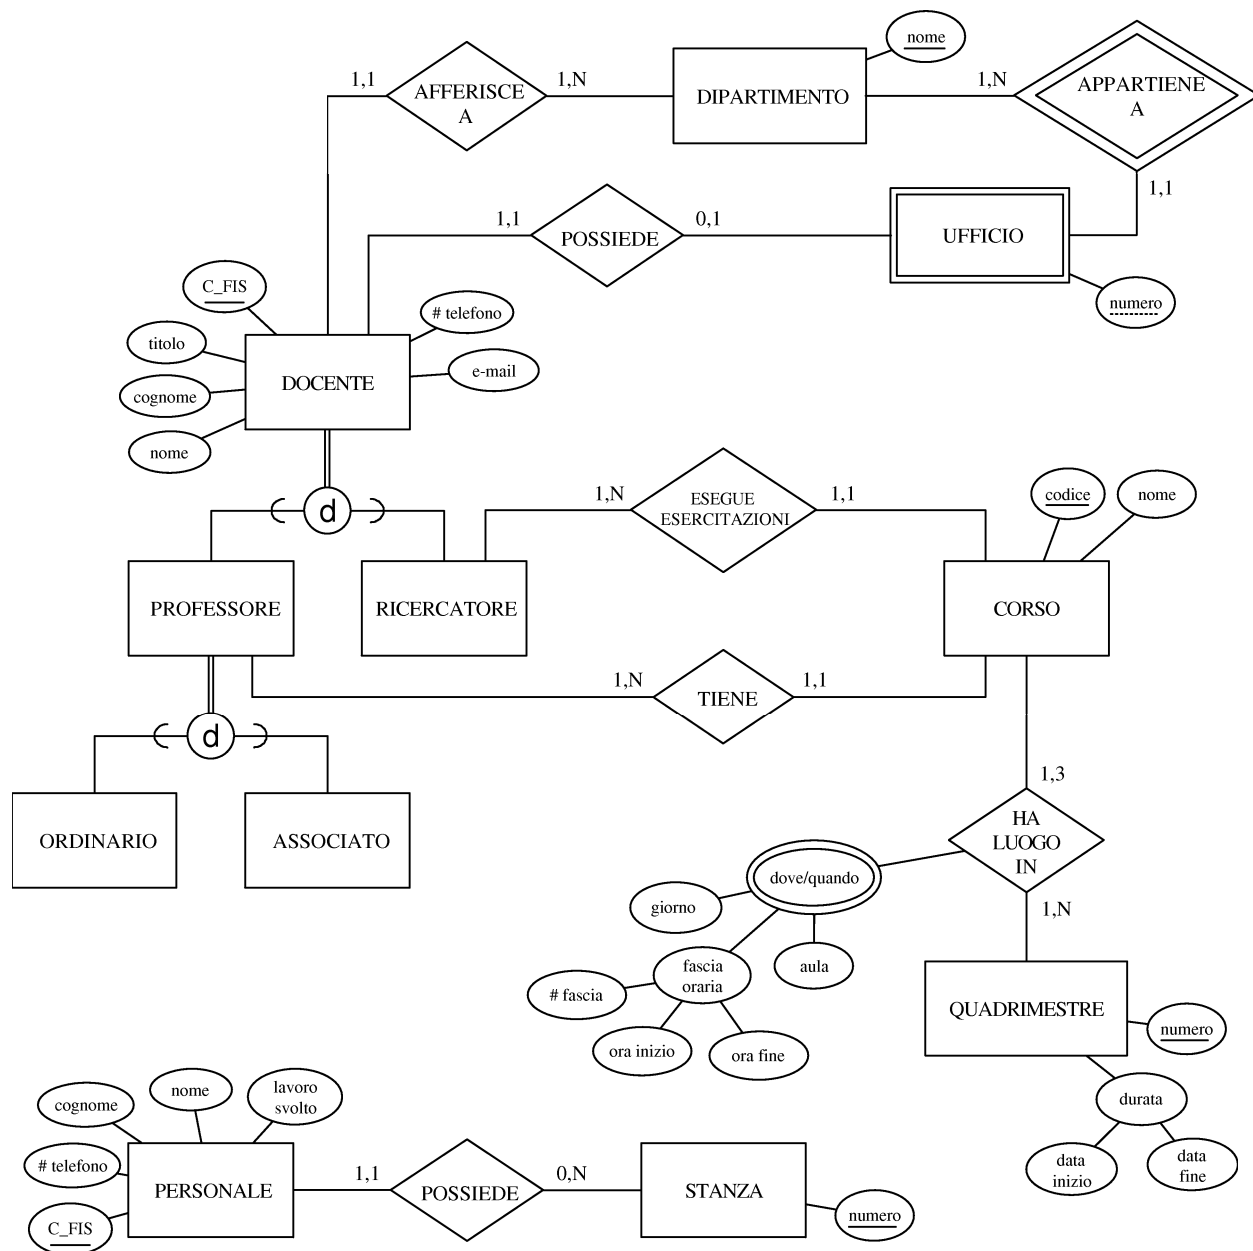 nome
1,1
AFFERISCE
A
1,N
DIPARTIMENTO
1,N
APPARTIENE
A
1,1
1,1
POSSIEDE
0,1
UFFICIO
numero
C_FIS
# telefono
titolo
e-mail
cognome
DOCENTE
nome
d
1,N
ESEGUE
ESERCITAZIONI
1,1
codice
nome
PROFESSORE
RICERCATORE
CORSO
1,N
TIENE
1,1
d
1,3
ORDINARIO
ASSOCIATO
HA
LUOGO
IN
dove/quando
giorno
1,N
aula
fascia
oraria
# fascia
ora inizio
ora fine
QUADRIMESTRE
numero
durata
data
inizio
data
fine
cognome
nome
lavoro
svolto
# telefono
C_FIS
PERSONALE
1,1
POSSIEDE
0,N
STANZA
numero